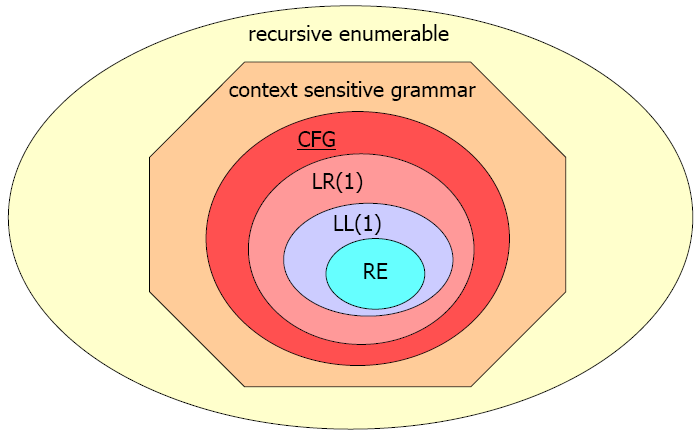 recursive enumerable
context sensitive grammar
CFG
LR(1)
LL(1)
RE